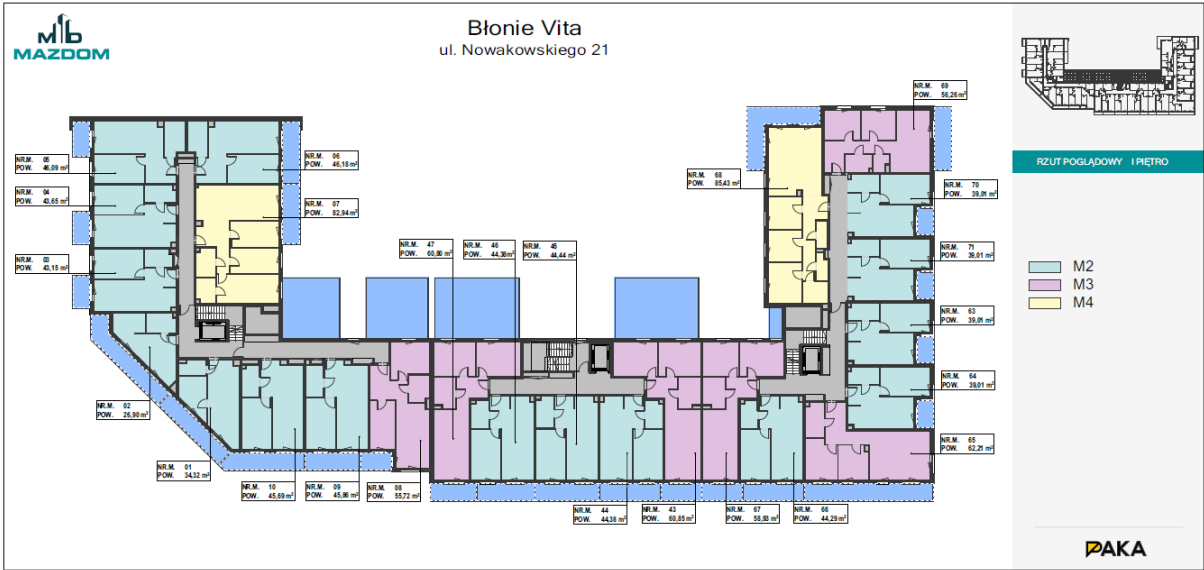 MAZDOM
Błonie Vita
ul. Nowakowskiego 21
NR.M. 05
POW. 46,09 m²
NR.M. 04
POW. 43,65 m²
NR.M. 03
POW. 43,15 m²
NR.M. 02
POW. 26,90 m²
NR.M. 01
POW. 34,32 m²
NR.M. 10
POW. 45,69 m²
NR.M. 09
POW. 45,86 m²
NR.M. 08
POW. 55,72 m²
NR.M. 06
POW. 46,18 m²
NR.M. 07
POW. 82,94 m²
NR.M. 47
POW. 60,80 m²
NR.M. 46
POW. 44,38 m²
NR.M. 45
POW. 44,44 m²
NR.M. 44
POW. 44,38 m²
NR.M. 43
POW. 60,85 m²
NR.M. 67
POW. 58,93 m²
NR.M. 66
POW. 44,29 m²
NR.M. 68
POW. 85,43 m²
NR.M. 69
POW. 56,26 m²
NR.M. 70
POW. 39,01 m²
NR.M. 71
POW. 39,01 m²
NR.M. 63
POW. 39,01 m²
NR.M. 64
POW. 39,01 m²
NR.M. 65
POW. 62,21 m²
RZUT POGLĄDOWY I PIĘTRO
M2
M3
M4
PAKA